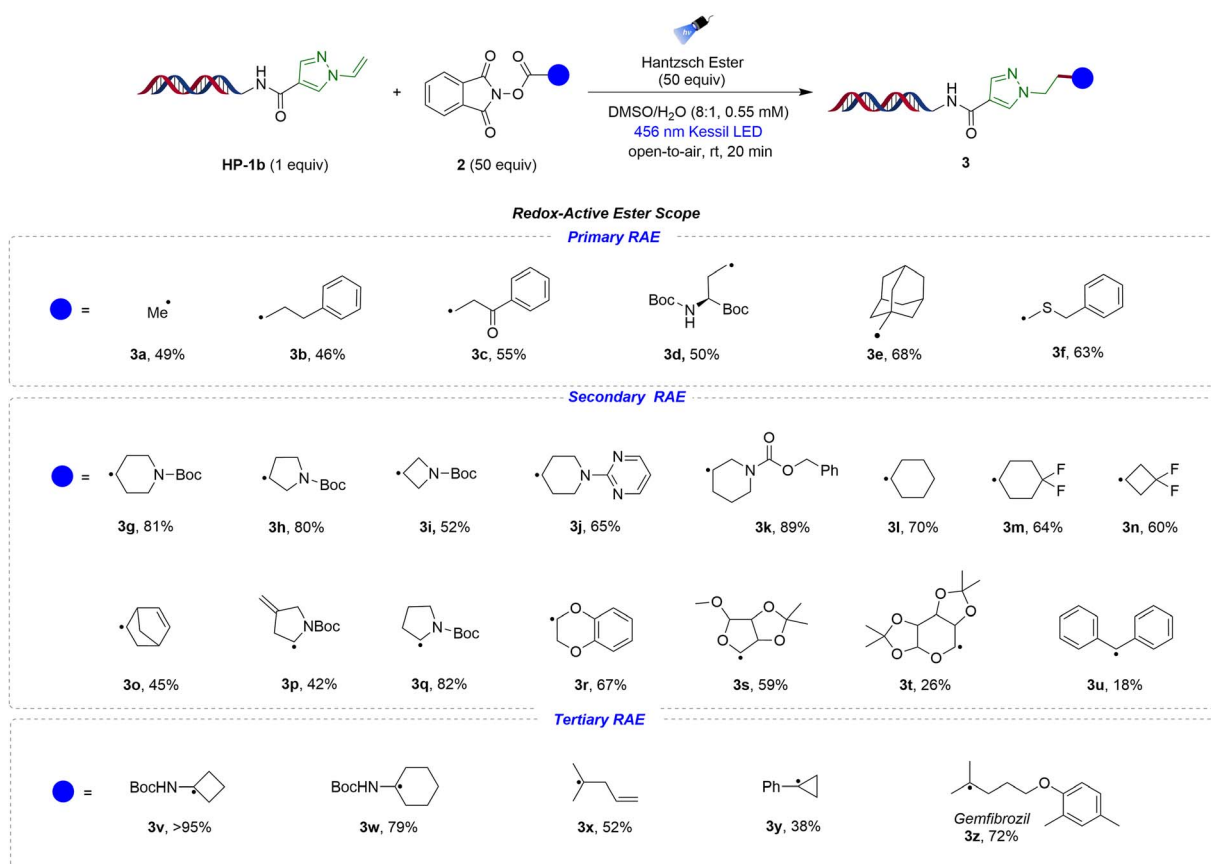 hv
Hantzsch Ester
(50 equiv)
DMSO/H₂O (8:1, 0.55 mM)
456 nm Kessil LED
open-to-air, rt, 20 min
H
N
O
N
N
+
O
N
O
O
O
H
N
O
N
N
HP-1b (1 equiv)
2 (50 equiv)
3
Redox-Active Ester Scope
Primary RAE
=
Me
BocHN
O
N
H
Boc
S
3a, 49%
3b, 46%
3c, 55%
3d, 50%
3e, 68%
3f, 63%
Secondary RAE
=
N–Boc
N
Boc
N–Boc
N
N
N
O
N
O
Ph
F
F
F
F
3g, 81%
3h, 80%
3i, 52%
3j, 65%
3k, 89%
3l, 70%
3m, 64%
3n, 60%
NBoc
N
Boc
O
O
O
O
O
O
O
O
O
O
O
3o, 45%
3p, 42%
3q, 82%
3r, 67%
3s, 59%
3t, 26%
3u, 18%
Tertiary RAE
=
BocHN
BocHN
Ph
O
Gemfibrozil
3v, >95%
3w, 79%
3x, 52%
3y, 38%
3z, 72%